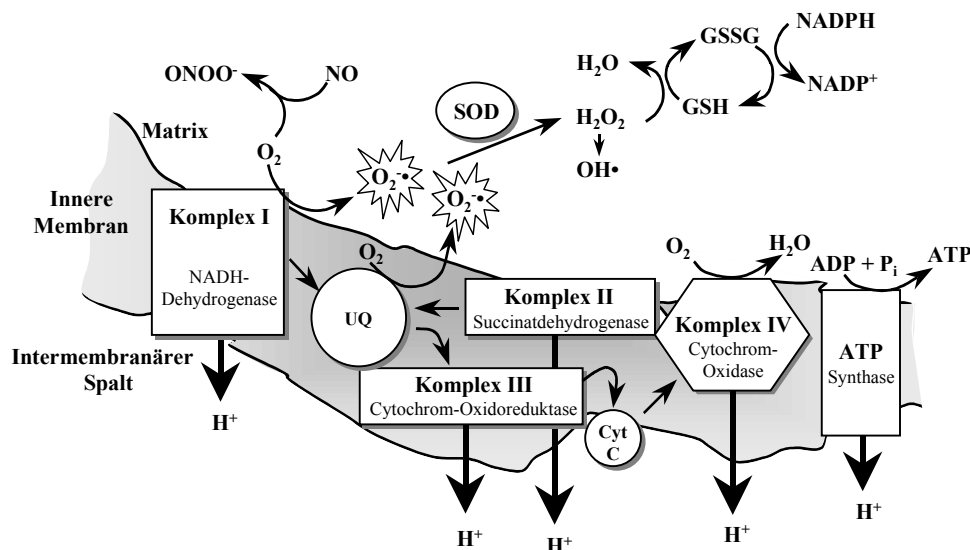 ONOO⁻
NO
Matrix
O₂
SOD
H₂O
H₂O₂
OH•
GSSG
GSH
NADPH
NADP⁺
O₂⁻•
O₂⁻•
Innere
Membran
Komplex I
NADH-
Dehydrogenase
O₂
UQ
Komplex II
Succinatdehydrogenase
O₂
H₂O
Komplex IV
Cytochrom-
Oxidase
ADP + Pᵢ
ATP
ATP
Synthase
Intermembranärer
Spalt
Komplex III
Cytochrom-Oxidoreduktase
Cyt
C
H⁺
H⁺
H⁺
H⁺
H⁺